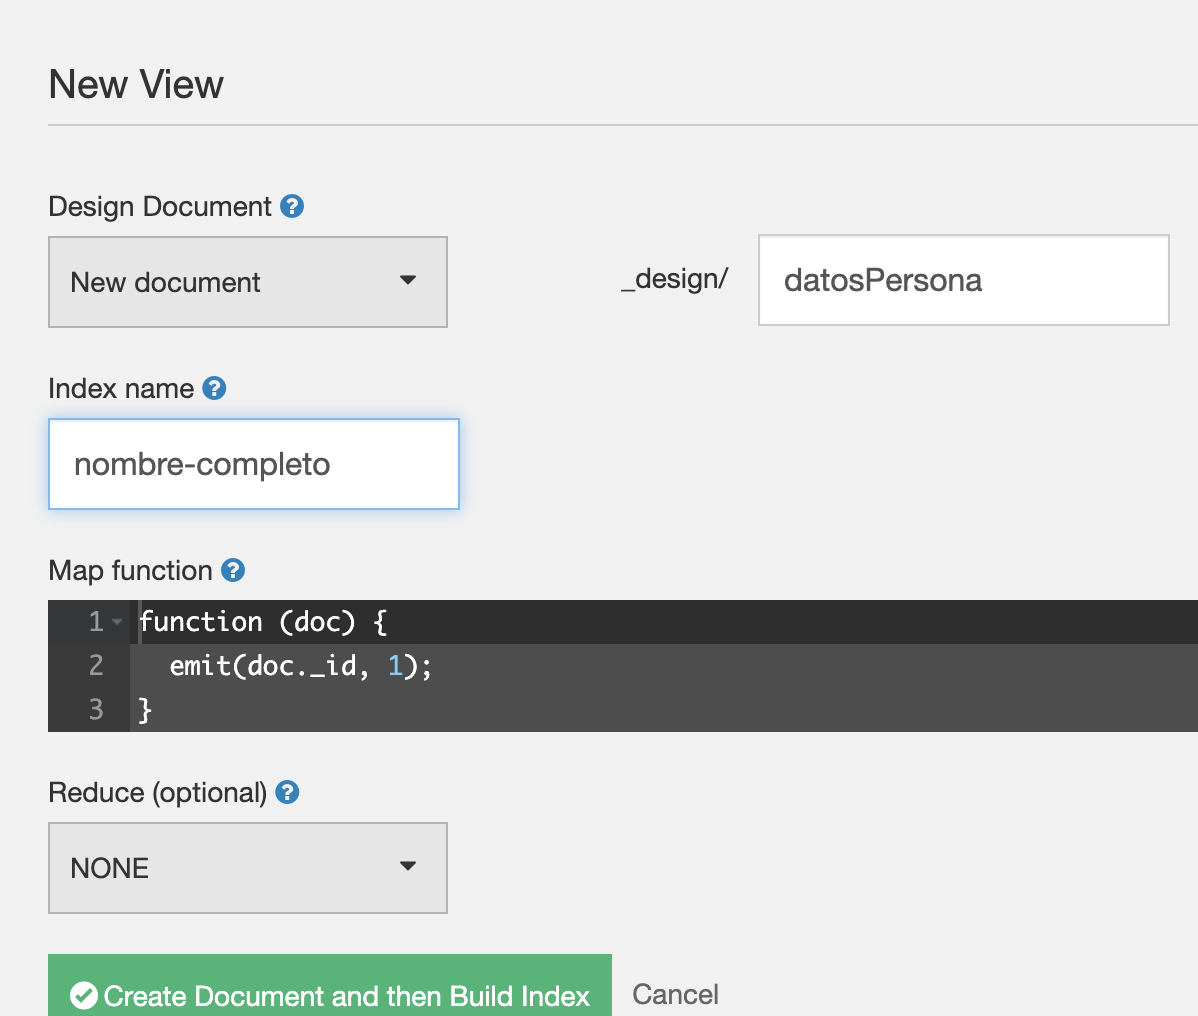 New View
Design Document ?
New document
_design/ datosPersona
Index name ?
nombre-completo
Map function ?
1 function (doc) {
2   emit(doc._id, 1);
3 }
Reduce (optional) ?
NONE
Create Document and then Build Index Cancel